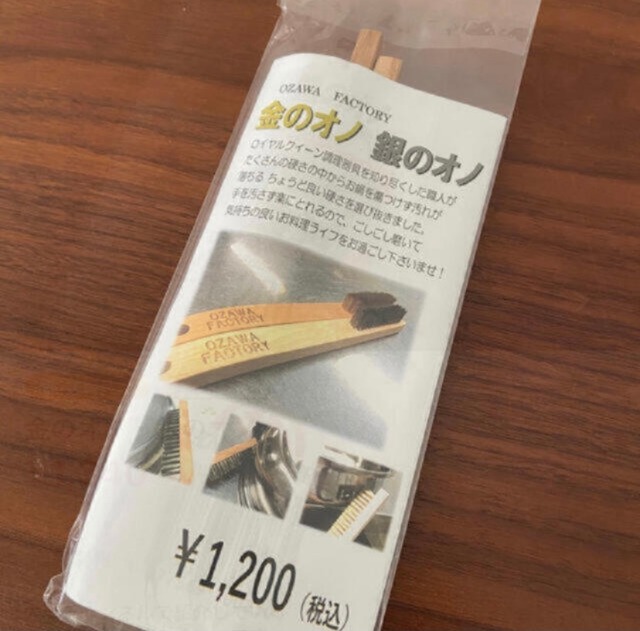 OZAWA FACTORY
金のオノ 銀のオノ
ロイヤルクイーン調理器具を知り尽くした職人が
たくさんの硬さの中からお鍋を傷つけず汚れが
落ちる ちょうど良い硬さを選び抜きました。
手を汚さず楽にとれるので、ごしごし磨いて
気持ちの良いお料理ライフをお過ごし下さいませ!
OZAWA
FACTORY
OZAWA
FACTORY
¥1,200(税込)